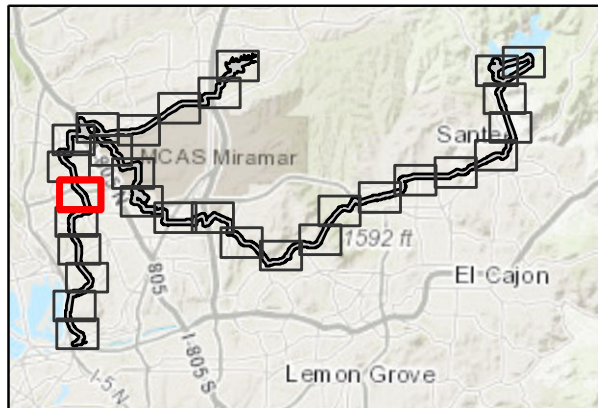 Santee
MCAS Miramar
1592 ft
El Cajon
805
I-805 S
I-5 N
Lemon Grove